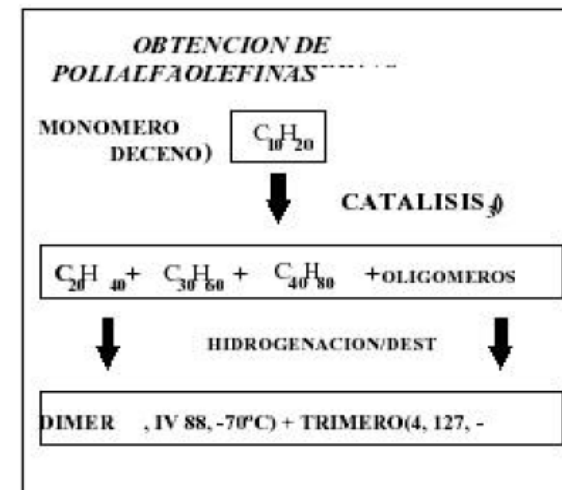 OBTENCION DE
POLIALFAOLEFINAS
MONOMERO
DECENO)
C10H20
CATALISIS
C20H40+ C30H60 + C40H80 +OLIGOMEROS
HIDROGENACION/DEST
DIMER , IV 88, -70ºC) + TRIMERO(4, 127, -